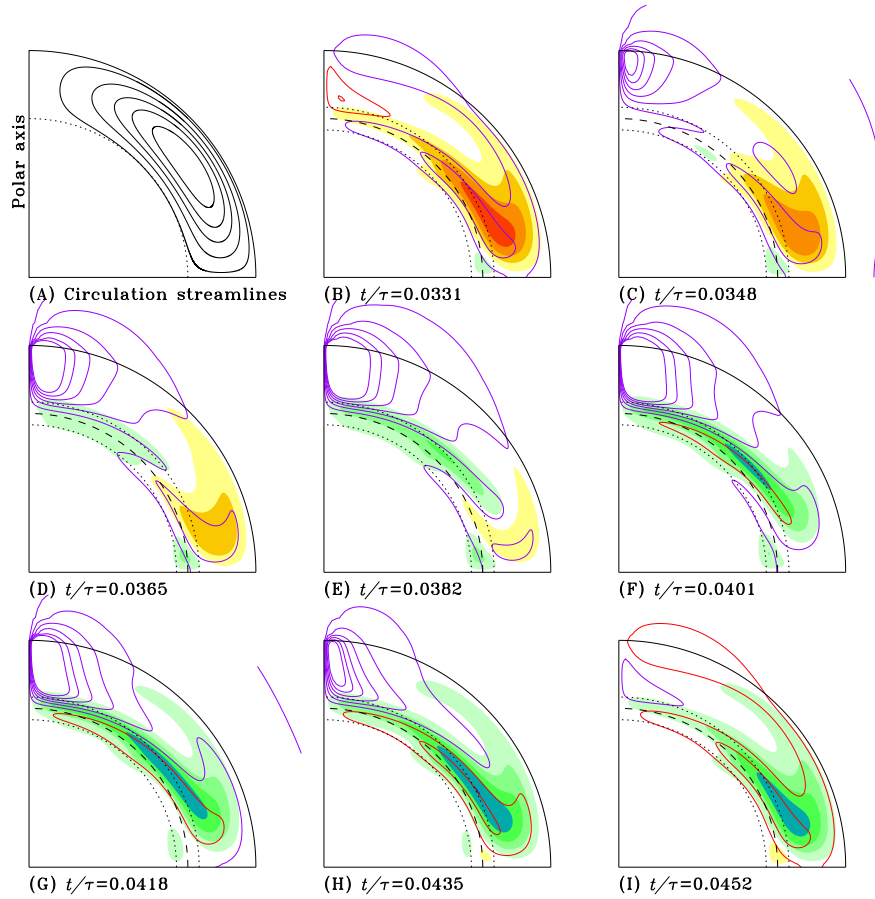 Polar axis
(A) Circulation streamlines
(B) t/τ=0.0331
(C) t/τ=0.0348
(D) t/τ=0.0365
(E) t/τ=0.0382
(F) t/τ=0.0401
(G) t/τ=0.0418
(H) t/τ=0.0435
(I) t/τ=0.0452